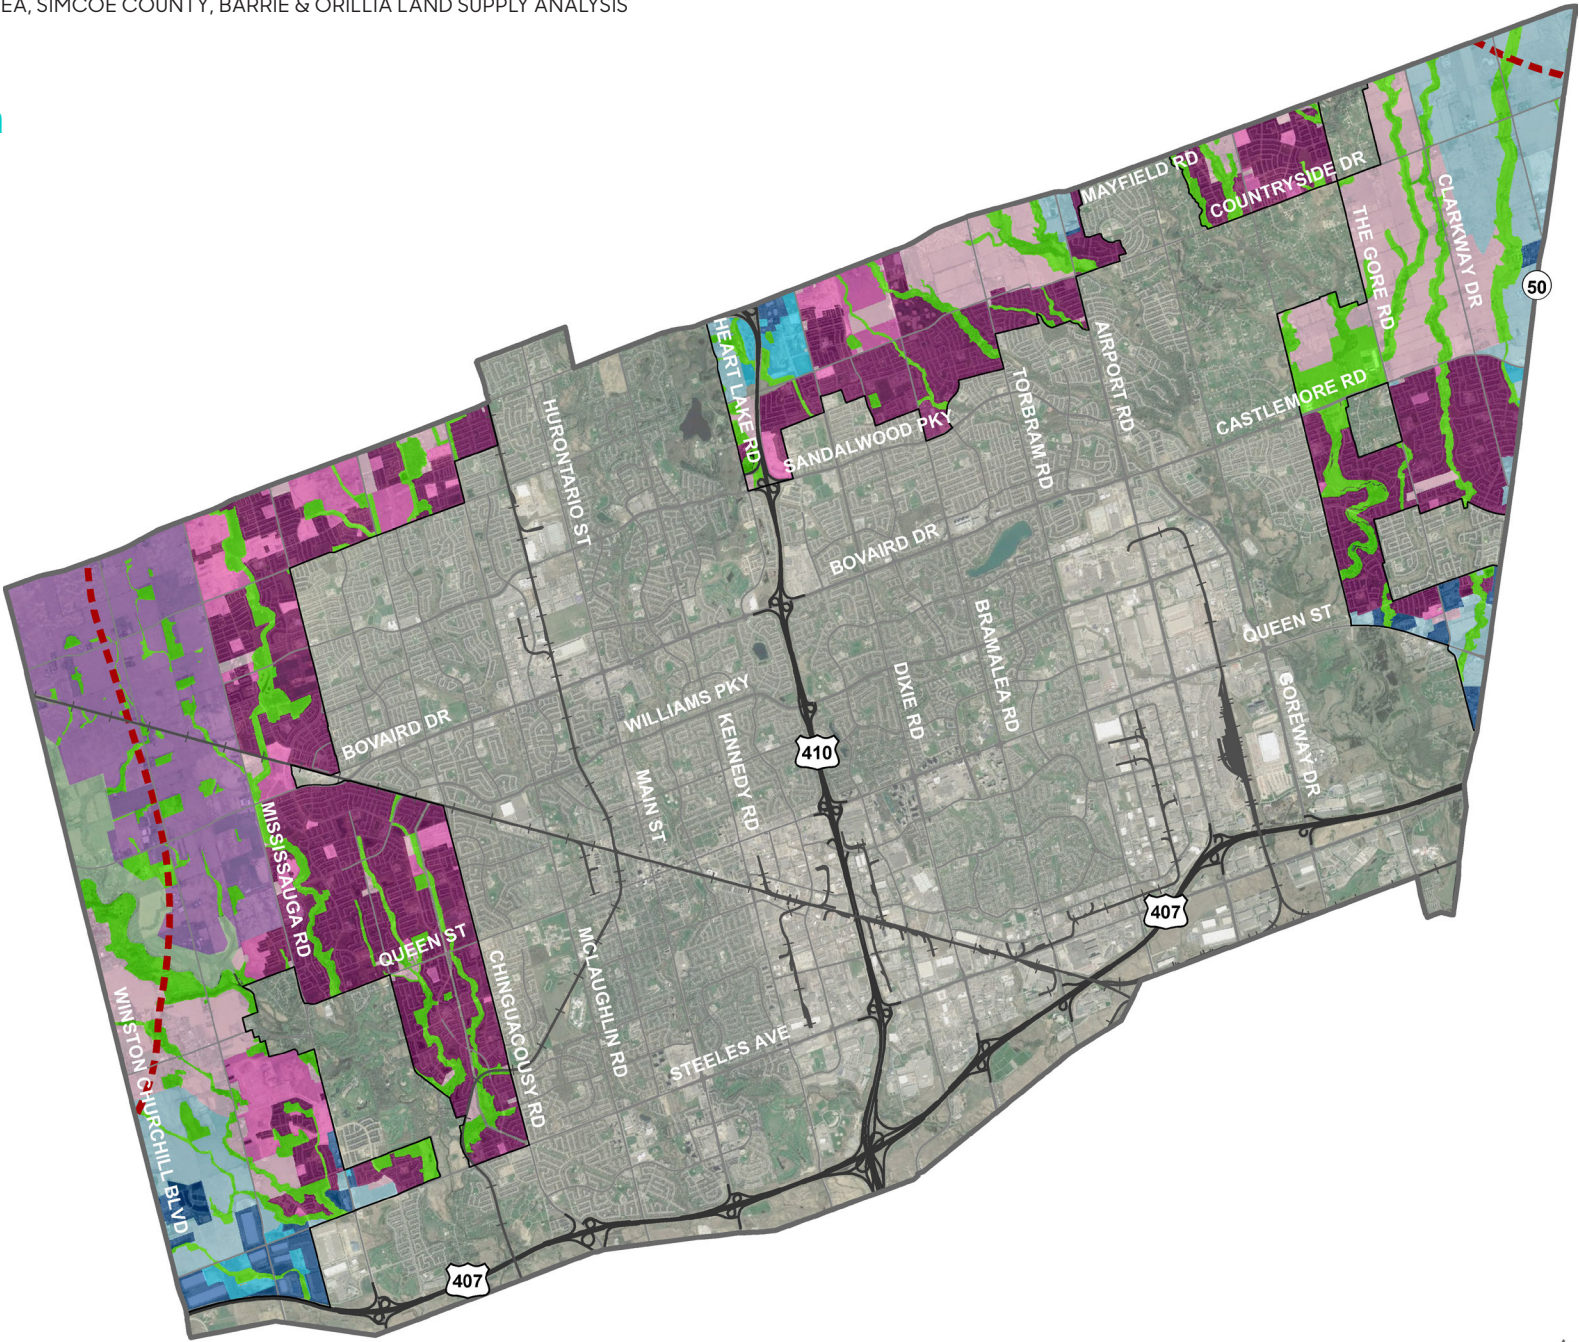 EA, SIMCOE COUNTY, BARRIE & ORILLIA LAND SUPPLY ANALYSIS
MAYFIELD RD
COUNTRYSIDE DR
THE GORE RD
CLARKWAY DR
50
HEART LAKE RD
AIRPORT RD
TORBRAM RD
CASTLEMORE RD
HURONTARIO ST
SANDALWOOD PKY
BOVAIRD DR
BRAMALEA RD
QUEEN ST
DIXIE RD
GOREWAY DR
WILLIAMS PKY
BOVAIRD DR
KENNEDY RD
410
MAIN ST
MISSISSAUGA RD
407
QUEEN ST
MCLAUGHLIN RD
CHINGUACOUSY RD
WINSTON CHURCHILL BLVD
STEELES AVE
407